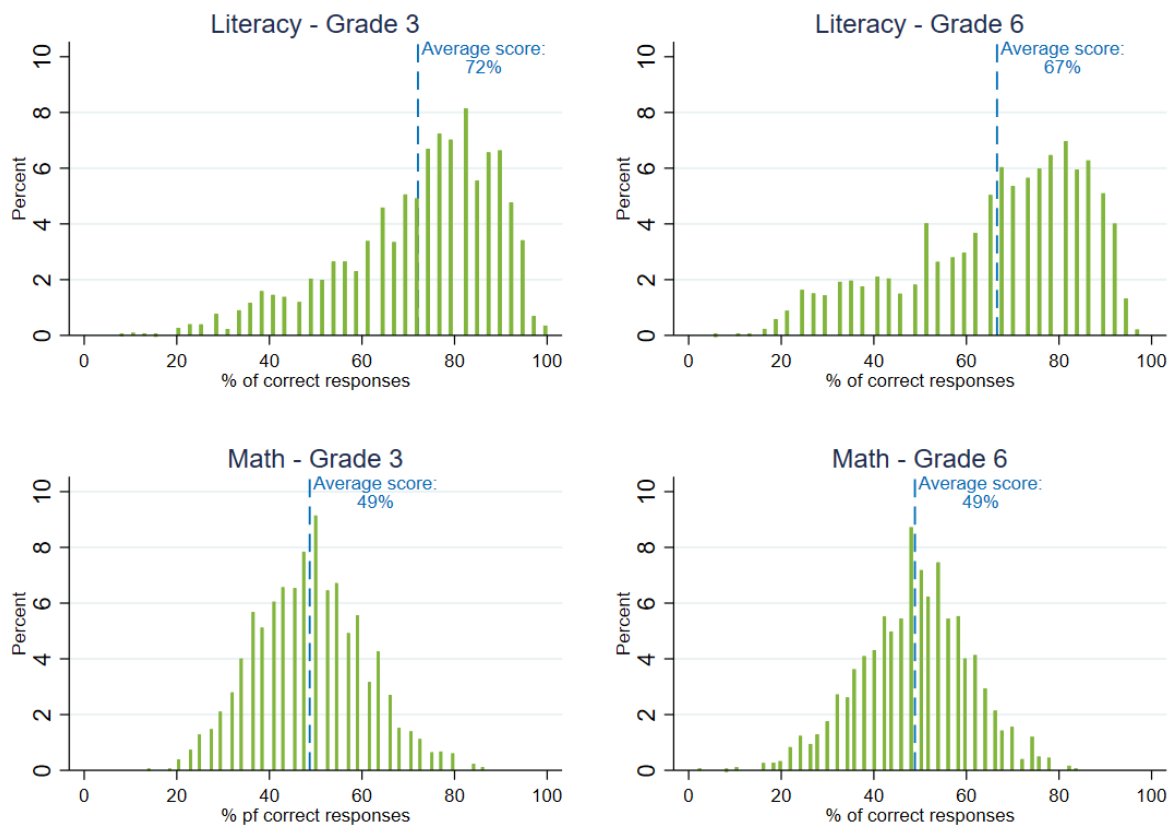 Literacy - Grade 3
Average score:
72%
10
8
6
4
2
0
Percent
0 20 40 60 80 100
% of correct responses
Literacy - Grade 6
Average score:
67%
10
8
6
4
2
0
Percent
0 20 40 60 80 100
% of correct responses
Math - Grade 3
Average score:
49%
10
8
6
4
2
0
Percent
0 20 40 60 80 100
% pf correct responses
Math - Grade 6
Average score:
49%
10
8
6
4
2
0
Percent
0 20 40 60 80 100
% of correct responses